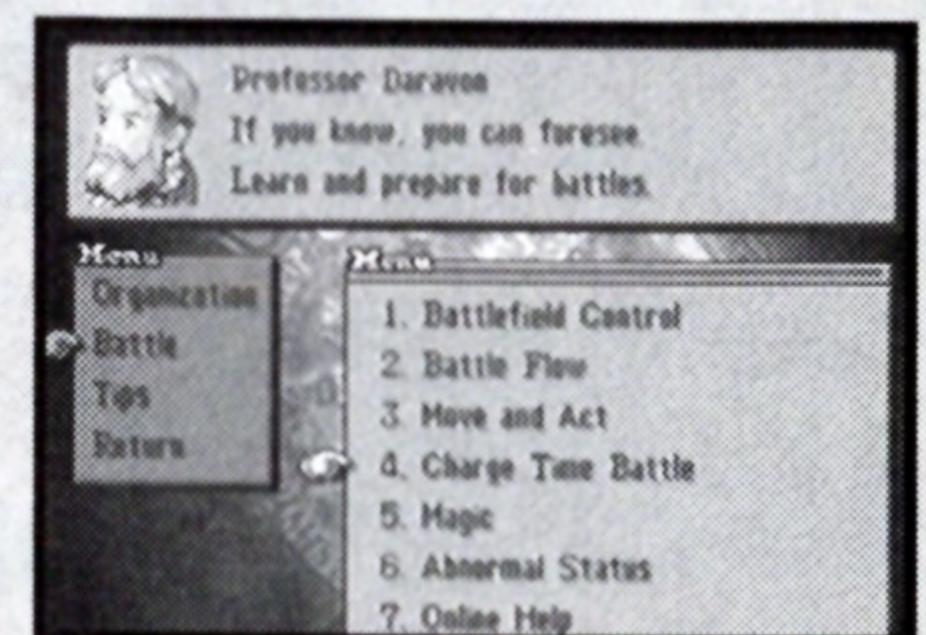 Professor Daravon
If you know, you can foresee.
Learn and prepare for battles.
Menu
Organization
Battle
Tips
Return
Menu
1. Battlefield Control
2. Battle Flow
3. Move and Act
4. Charge Time Battle
5. Magic
6. Abnormal Status
7. Online Help